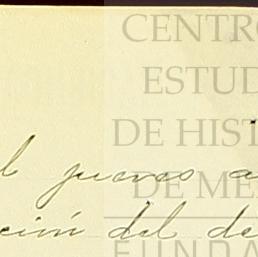 CENTRO
ESTUD
DE HIST
DE ME
FUNDA
l jueves a
ción del de